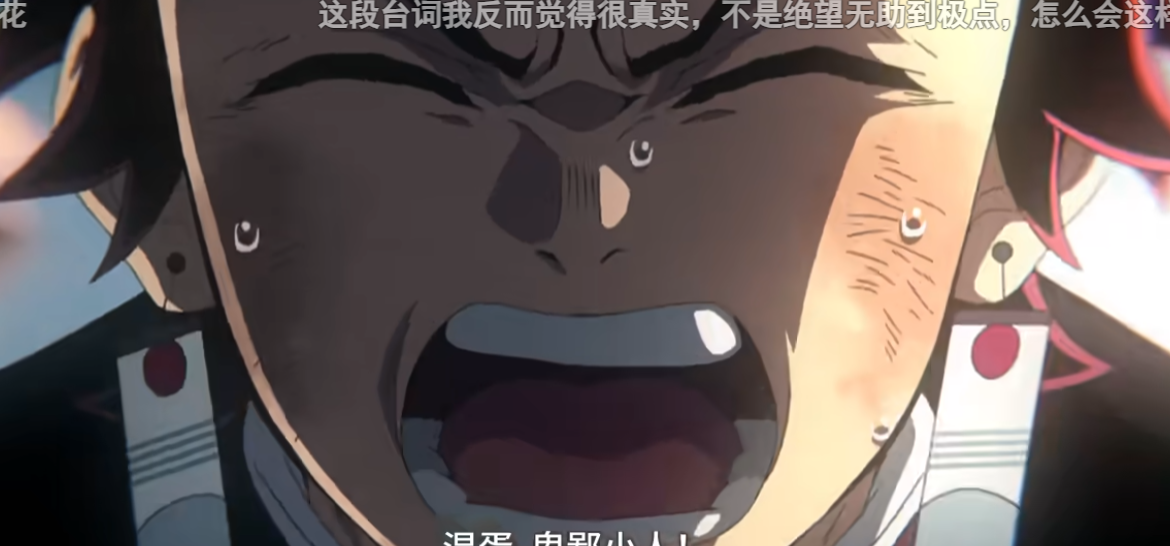 花
这段台词我反而觉得很真实，不是绝望无助到极点，怎么会这样
混蛋 卑鄙小人！